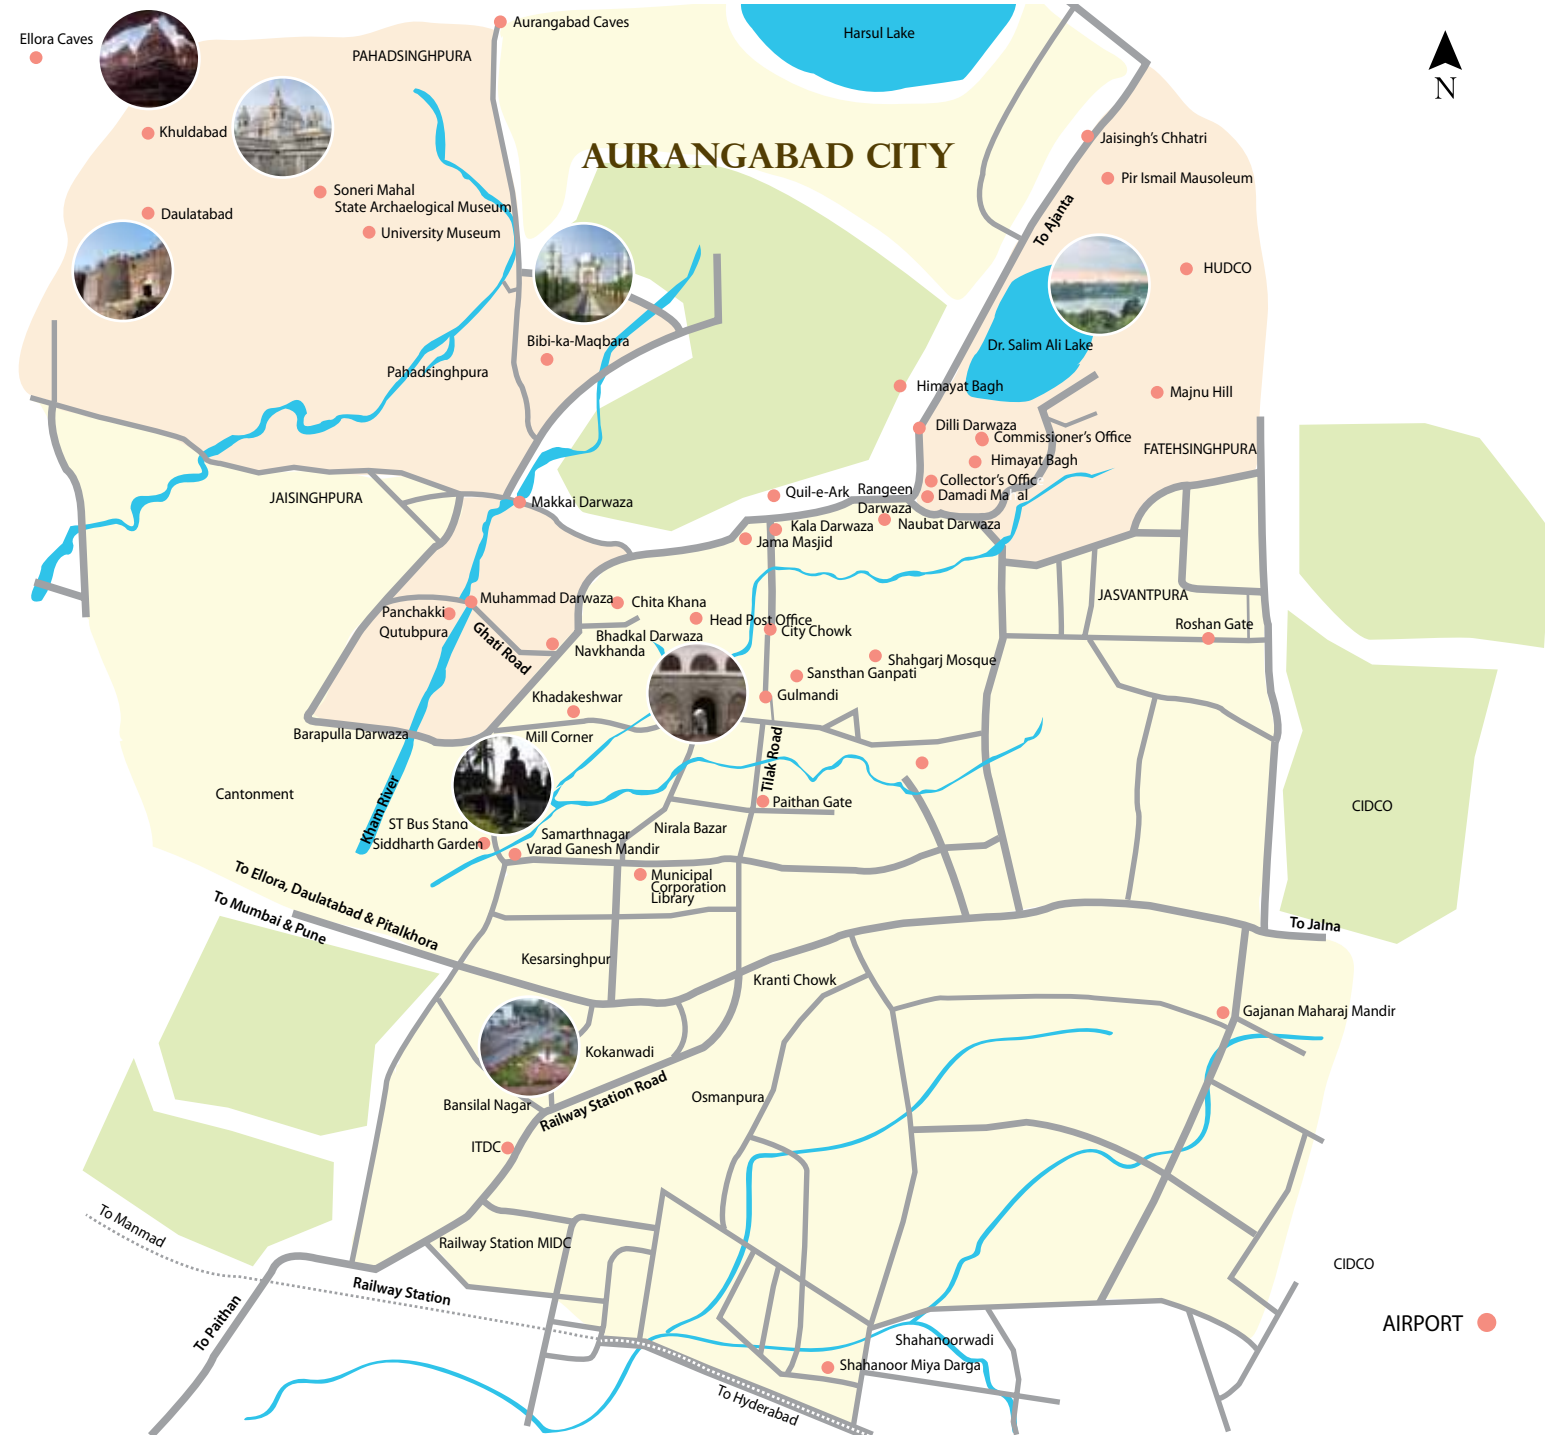 Aurangabad Caves
Harsul Lake
Ellora Caves
PAHADSINGHPURA
N
Khuldabad
Jaisingh's Chhatri
AURANGABAD CITY
Pir Ismail Mausoleum
Soneri Mahal
State Archaelogical Museum
Daulatabad
University Museum
To Ajanta
HUDCO
Bibi-ka-Maqbara
Dr. Salim Ali Lake
Pahadsinghpura
Himayat Bagh
Majnu Hill
Dilli Darwaza
Commissioner's Office
FATEHSINGHPURA
Himayat Bagh
Collector's Offic
Damadi Ma al
JAISINGHPURA
Makkai Darwaza
Quil-e-Ark
Rangeen
Darwaza
Naubat Darwaza
Kala Darwaza
Jama Masjid
JASVANTPURA
Muhammad Darwaza
Chita Khana
Panchakki
Qutubpura
Ghati Road
Head Post Office
City Chowk
Roshan Gate
Bhadkal Darwaza
Navkhanda
Shahgarj Mosque
Sansthan Ganpati
Khadakeshwar
Gulmandi
Barapulla Darwaza
Mill Corner
Tilak Road
Cantonment
Kham River
Paithan Gate
CIDCO
ST Bus Stand
Siddharth Garden
Samarthnagar
Varad Ganesh Mandir
Nirala Bazar
Municipal
Corporation
Library
To Ellora, Daulatabad & Pitalkhora
To Mumbai & Pune
To Jalna
Kesarsinghpur
Kranti Chowk
Gajanan Maharaj Mandir
Kokanwadi
Bansilal Nagar
Railway Station Road
Osmanpura
ITDC
To Manmad
Railway Station MIDC
CIDCO
Railway Station
To Paithan
AIRPORT
Shahanoorwadi
Shahanoor Miya Darga
To Hyderabad